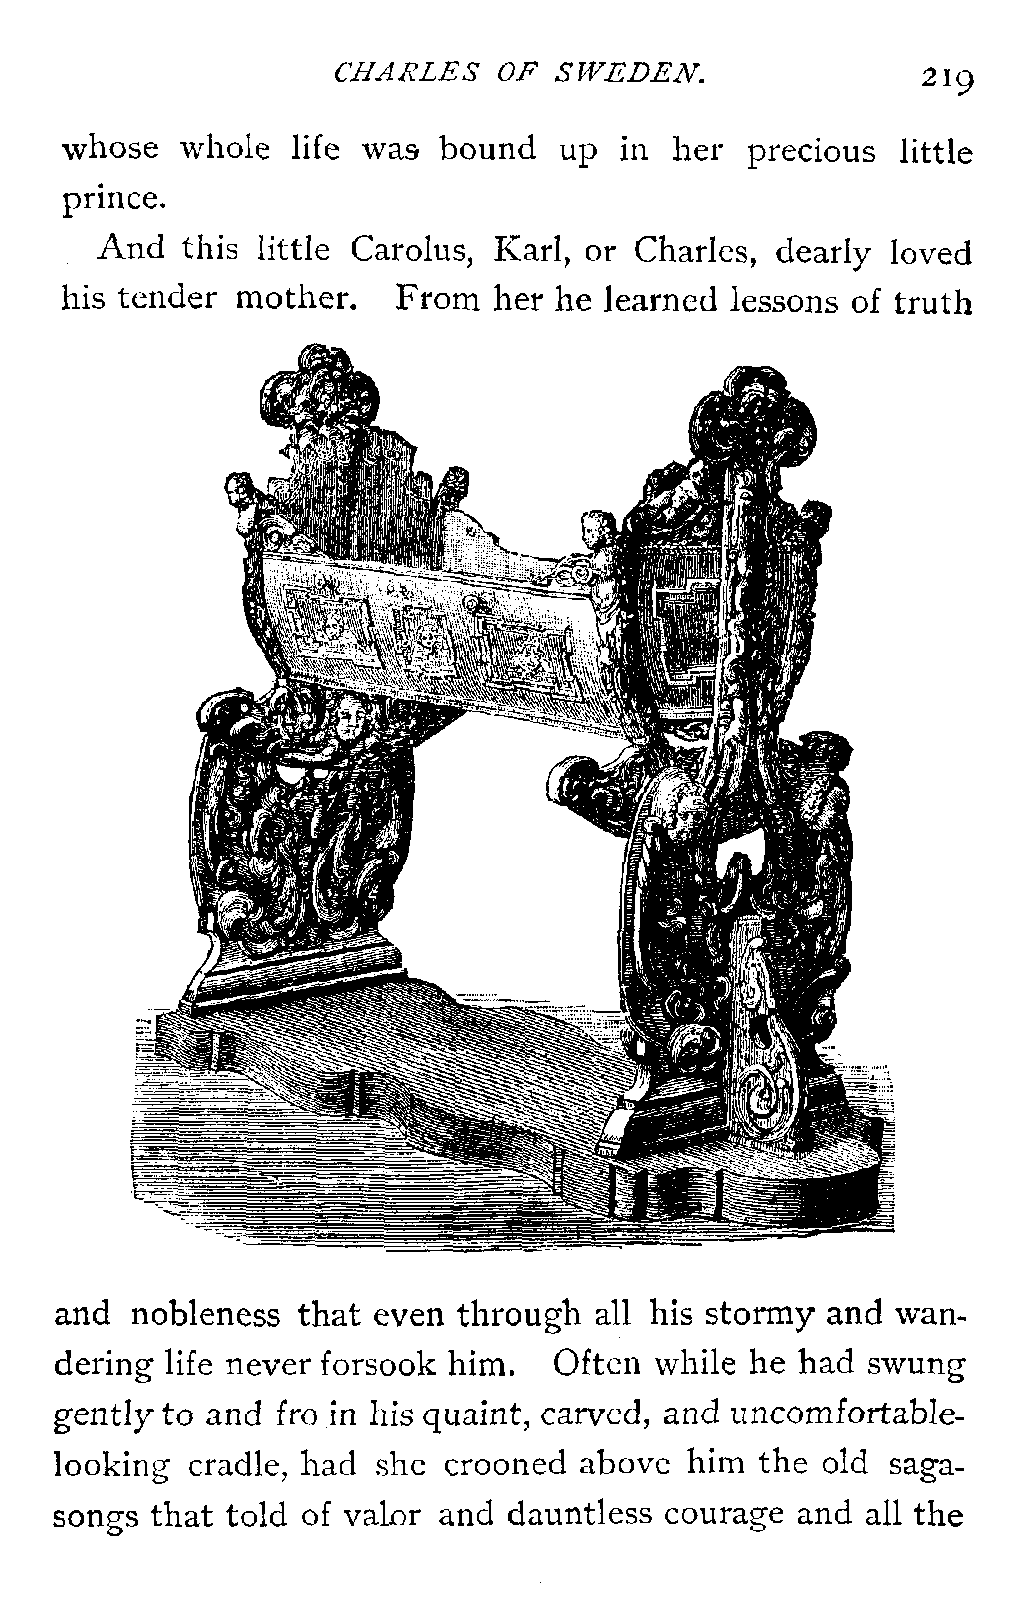 CHARLES OF SWEDEN. 219
whose whole life was bound up in her precious little
prince.
And this little Carolus, Karl, or Charles, dearly loved
his tender mother. From her he learned lessons of truth
and nobleness that even through all his stormy and wan-
dering life never forsook him. Often while he had swung
gently to and fro in his quaint, carved, and uncomfortable-
looking cradle, had she crooned above him the old saga-
songs that told of valor and dauntless courage and all the